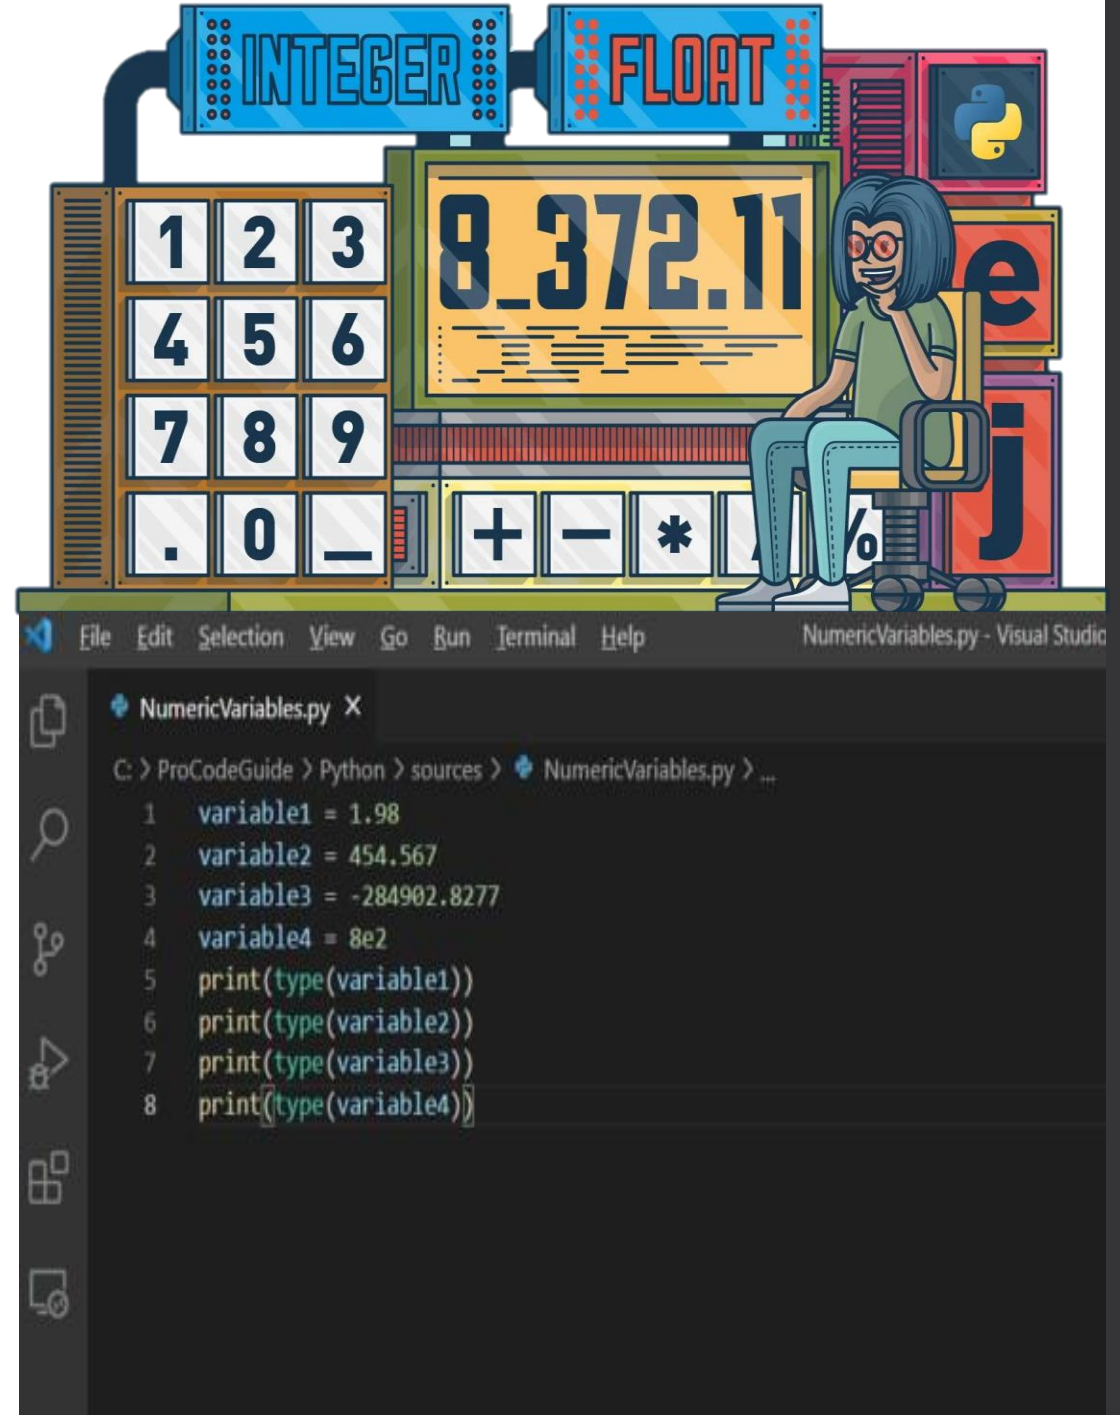 INTEGER FLOAT
8_372.11
1 2 3
4 5 6
7 8 9
. 0 _
+ - * %
e
j
File Edit Selection View Go Run Terminal Help NumericVariables.py - Visual Studio
NumericVariables.py X
C: > ProCodeGuide > Python > sources > NumericVariables.py > ...
1 variable1 = 1.98
2 variable2 = 454.567
3 variable3 = -284902.8277
4 variable4 = 8e2
5 print(type(variable1))
6 print(type(variable2))
7 print(type(variable3))
8 print(type(variable4))